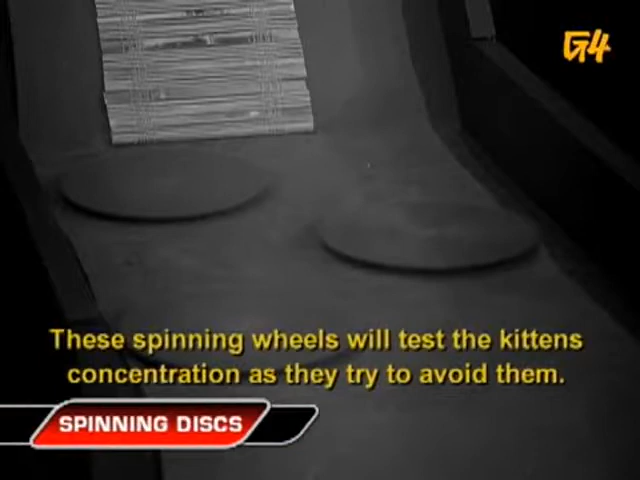 G4
These spinning wheels will test the kittens
concentration as they try to avoid them.
SPINNING DISCS